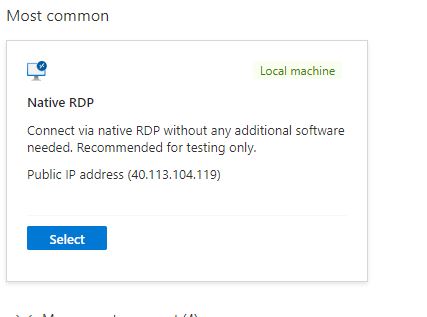 Most common
Local machine
Native RDP
Connect via native RDP without any additional software
needed. Recommended for testing only.
Public IP address (40.113.104.119)
Select